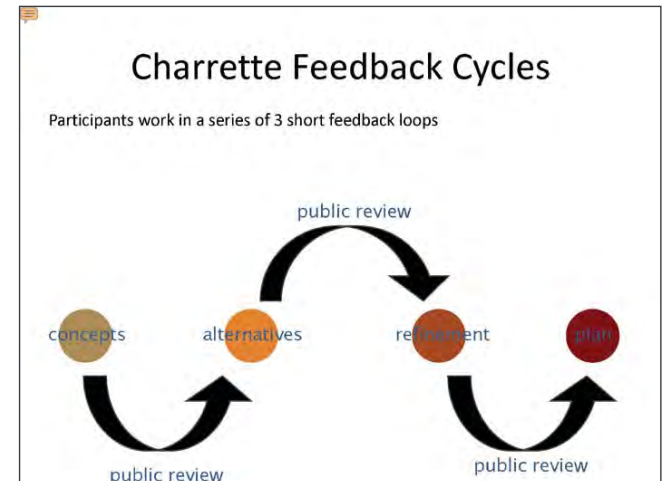 Charrette Feedback Cycles
Participants work in a series of 3 short feedback loops
public review
concepts
alternatives
refinement
plan
public review
public review